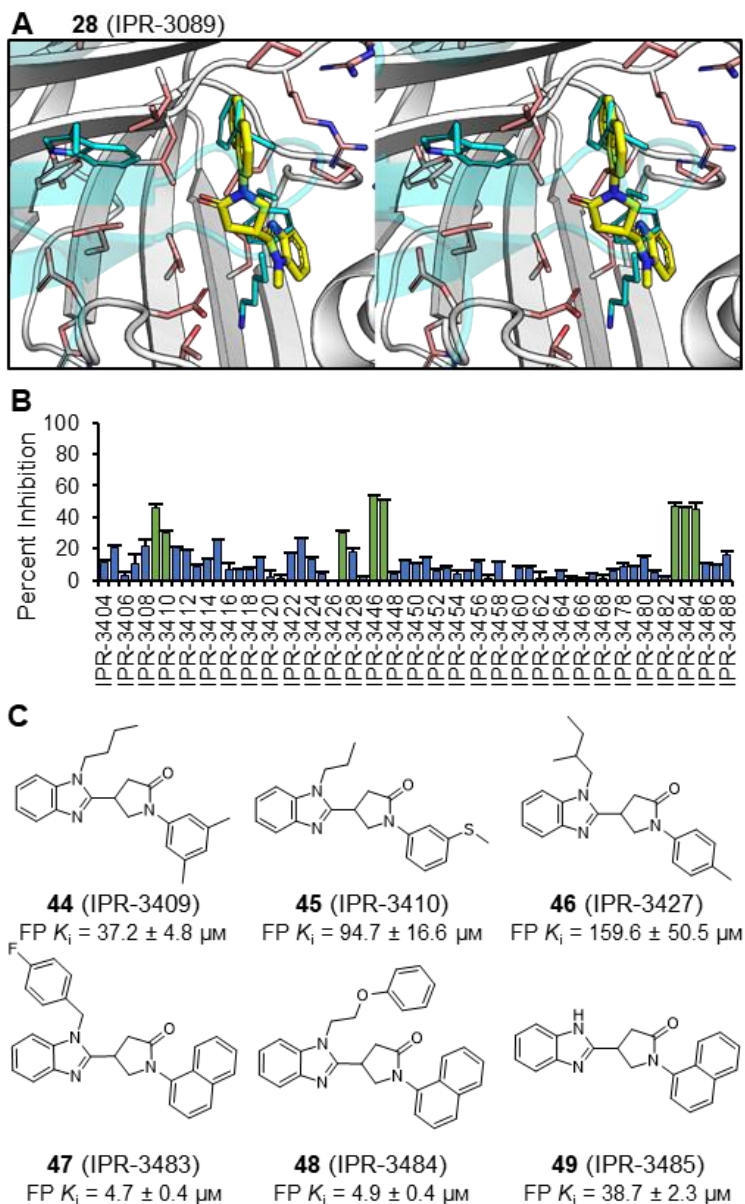 A 28 (IPR-3089)
B
100
80
60
40
20
0
Percent Inhibition
IPR-3404
IPR-3406
IPR-3408
IPR-3410
IPR-3412
IPR-3414
IPR-3416
IPR-3418
IPR-3420
IPR-3422
IPR-3424
IPR-3426
IPR-3428
IPR-3446
IPR-3448
IPR-3450
IPR-3452
IPR-3454
IPR-3456
IPR-3458
IPR-3460
IPR-3462
IPR-3464
IPR-3466
IPR-3468
IPR-3478
IPR-3480
IPR-3482
IPR-3484
IPR-3486
IPR-3488
C
N
N
O
N
N
N
O
N
S
N
N
O
N
44 (IPR-3409)
45 (IPR-3410)
46 (IPR-3427)
FP Ki = 37.2 ± 4.8 μM
FP Ki = 94.7 ± 16.6 μM
FP Ki = 159.6 ± 50.5 μM
F
N
N
O
N
O
N
N
O
N
H
N
N
O
N
47 (IPR-3483)
48 (IPR-3484)
49 (IPR-3485)
FP Ki = 4.7 ± 0.4 μM
FP Ki = 4.9 ± 0.4 μM
FP Ki = 38.7 ± 2.3 μM